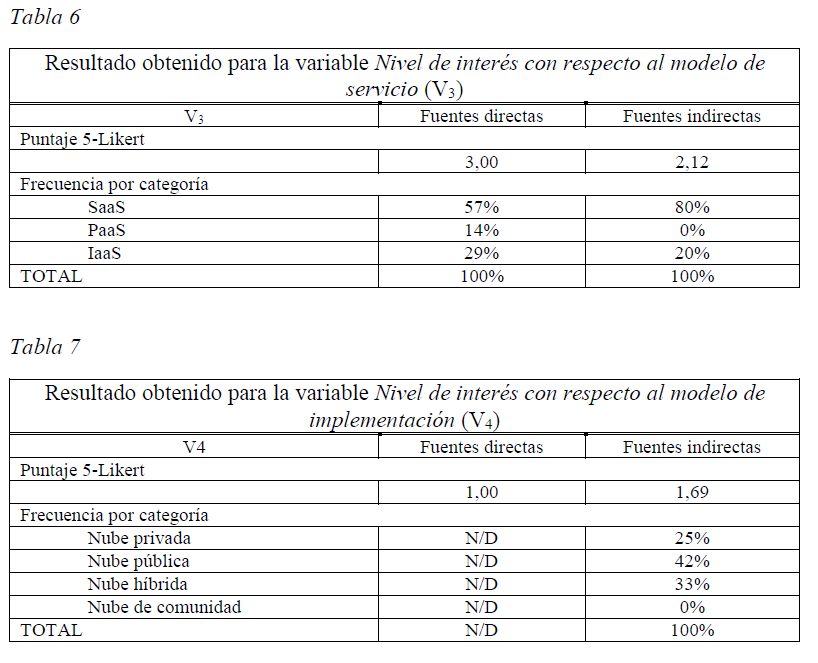 Tabla 6
Resultado obtenido para la variable Nivel de interés con respecto al modelo de
servicio (V₃)
V₃ Fuentes directas Fuentes indirectas
Puntaje 5-Likert
3,00 2,12
Frecuencia por categoría
SaaS 57% 80%
PaaS 14% 0%
IaaS 29% 20%
TOTAL 100% 100%
Tabla 7
Resultado obtenido para la variable Nivel de interés con respecto al modelo de
implementación (V₄)
V4 Fuentes directas Fuentes indirectas
Puntaje 5-Likert
1,00 1,69
Frecuencia por categoría
Nube privada N/D 25%
Nube pública N/D 42%
Nube híbrida N/D 33%
Nube de comunidad N/D 0%
TOTAL N/D 100%